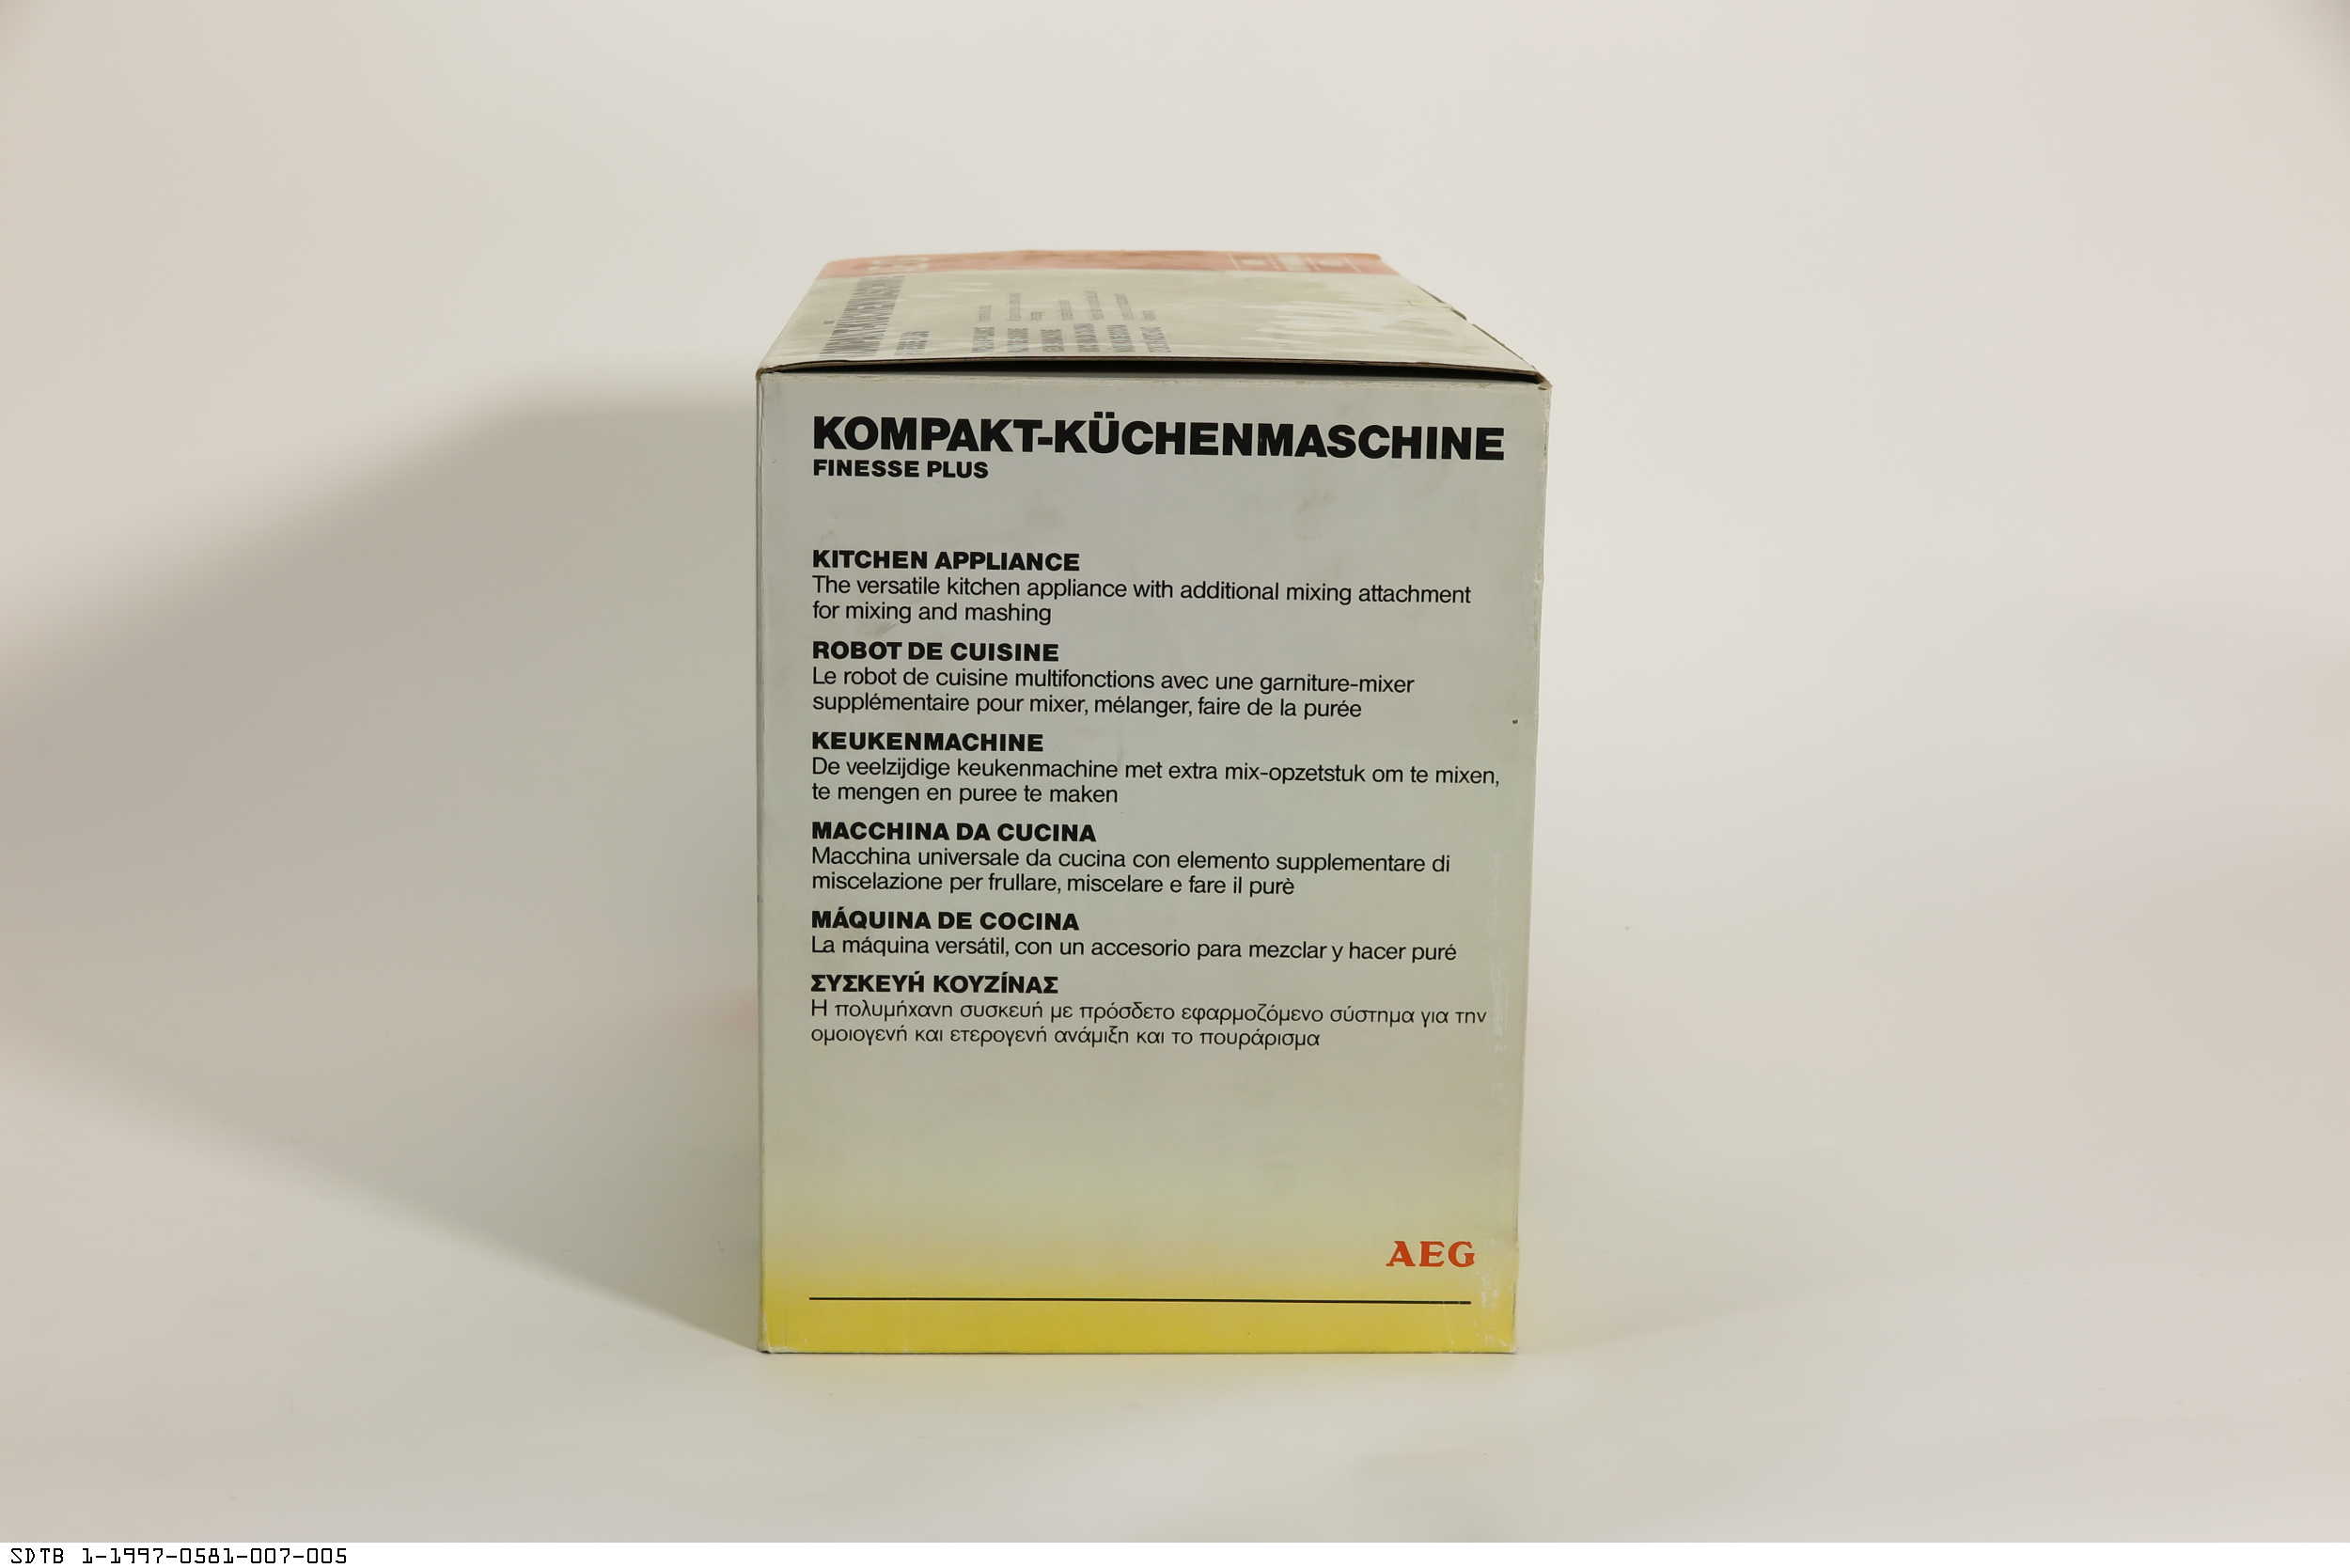 KOMPAKT-KÜCHENMASCHINE
FINESSE PLUS
KITCHEN APPLIANCE
The versatile kitchen appliance with additional mixing attachment
for mixing and mashing
ROBOT DE CUISINE
Le robot de cuisine multifonctions avec une garniture-mixer
supplémentaire pour mixer, mélanger, faire de la purée
KEUKENMACHINE
De veelzijdige keukenmachine met extra mix-opzetstuk om te mixen,
te mengen en puree te maken
MACCHINA DA CUCINA
Macchina universale da cucina con elemento supplementare di
miscelazione per frullare, miscelare e fare il purè
MÁQUINA DE COCINA
La máquina versátil, con un accesorio para mezclar y hacer puré
ΣΥΣΚΕΥΉ ΚΟΥΖΊΝΑΣ
Η πολυμήχανη συσκευή με πρόσδετο εφαρμοζόμενο σύστημα για την
ομοιογενή και ετερογενή ανάμιξη και το πουράρισμα
AEG
SDTB 1-1997-0581-007-005